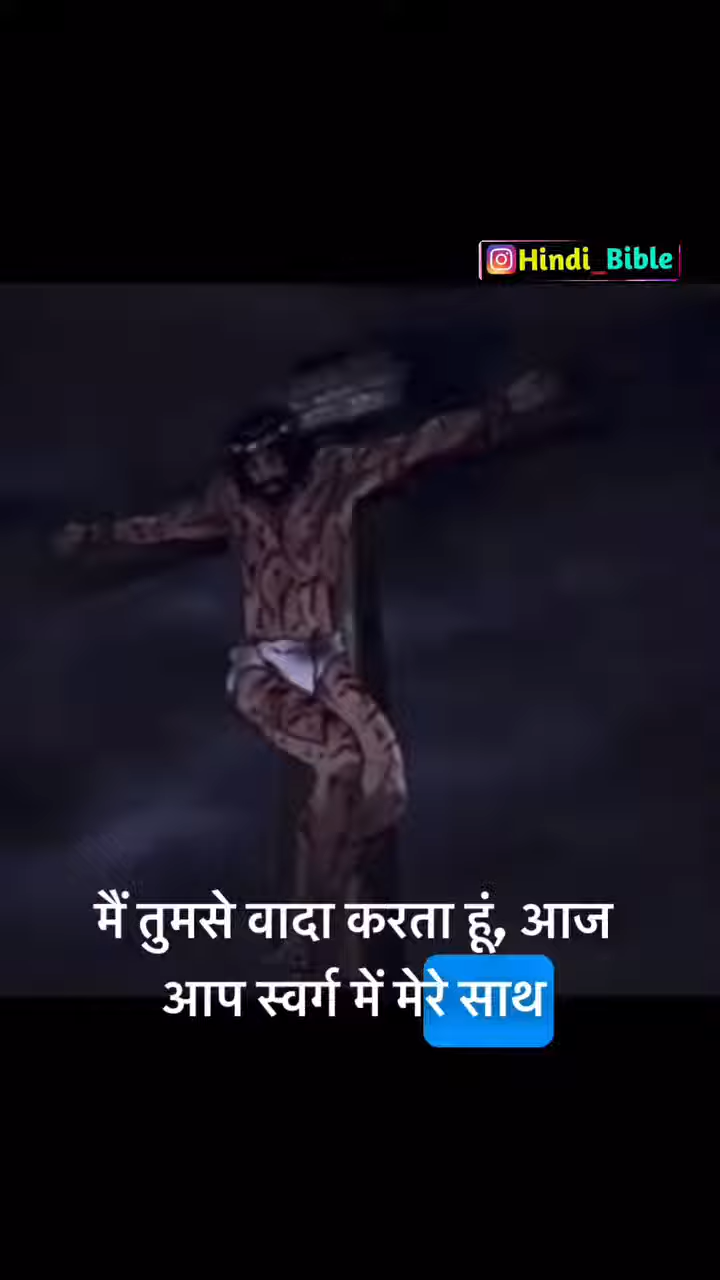 Hindi_Bible
मैं तुमसे वादा करता हूं, आज
आप स्वर्ग में मेरे साथ